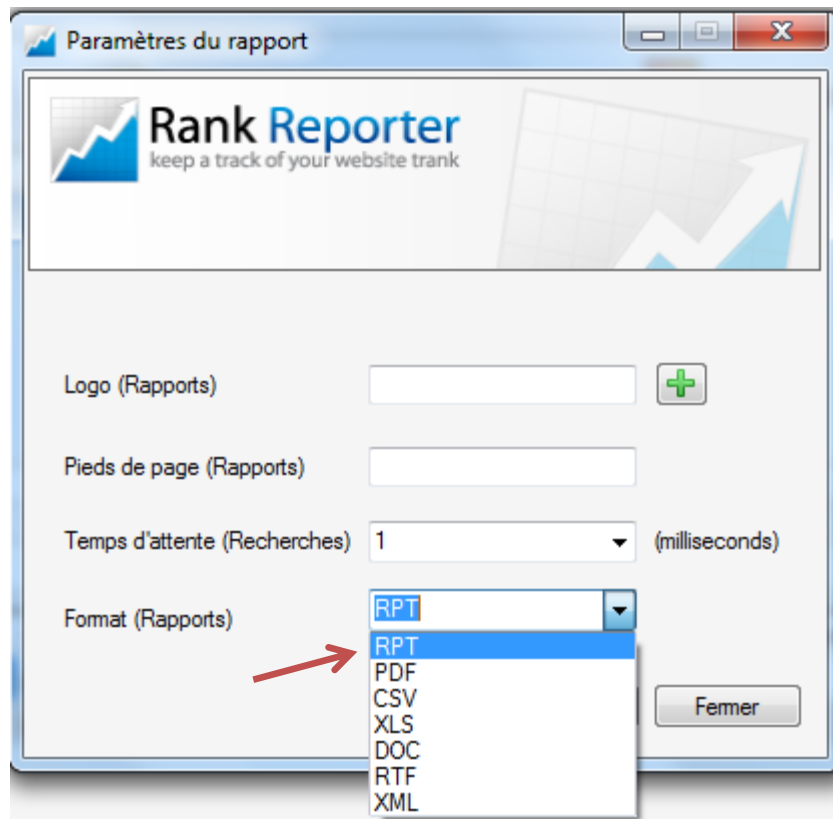 Paramètres du rapport
Rank Reporter
keep a track of your website trank
Logo (Rapports)
Pieds de page (Rapports)
Temps d'attente (Recherches) 1 (milliseconds)
Format (Rapports) RPT
RPT
PDF
CSV
XLS
DOC
RTF
XML
Fermer